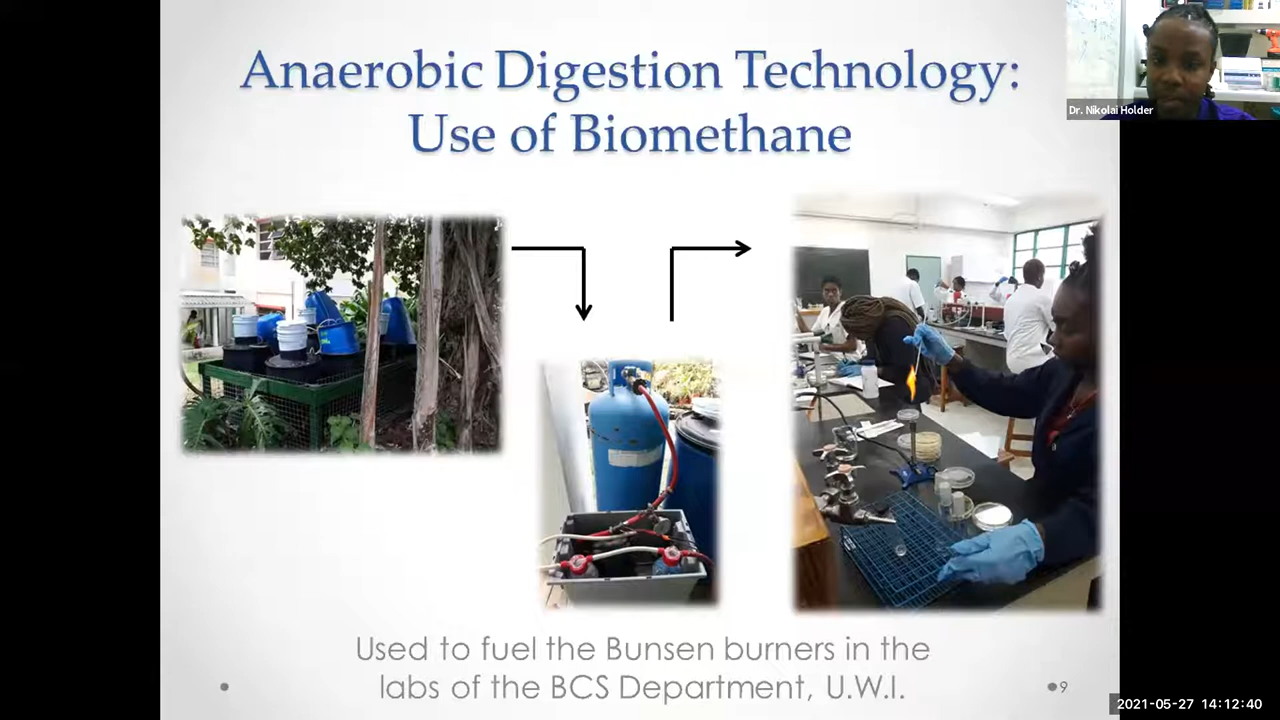 Anaerobic Digestion Technology:
Use of Biomethane
Dr. Nikolai Holder
Used to fuel the Bunsen burners in the
labs of the BCS Department, U.W.I.
9
2021-05-27 14:12:40